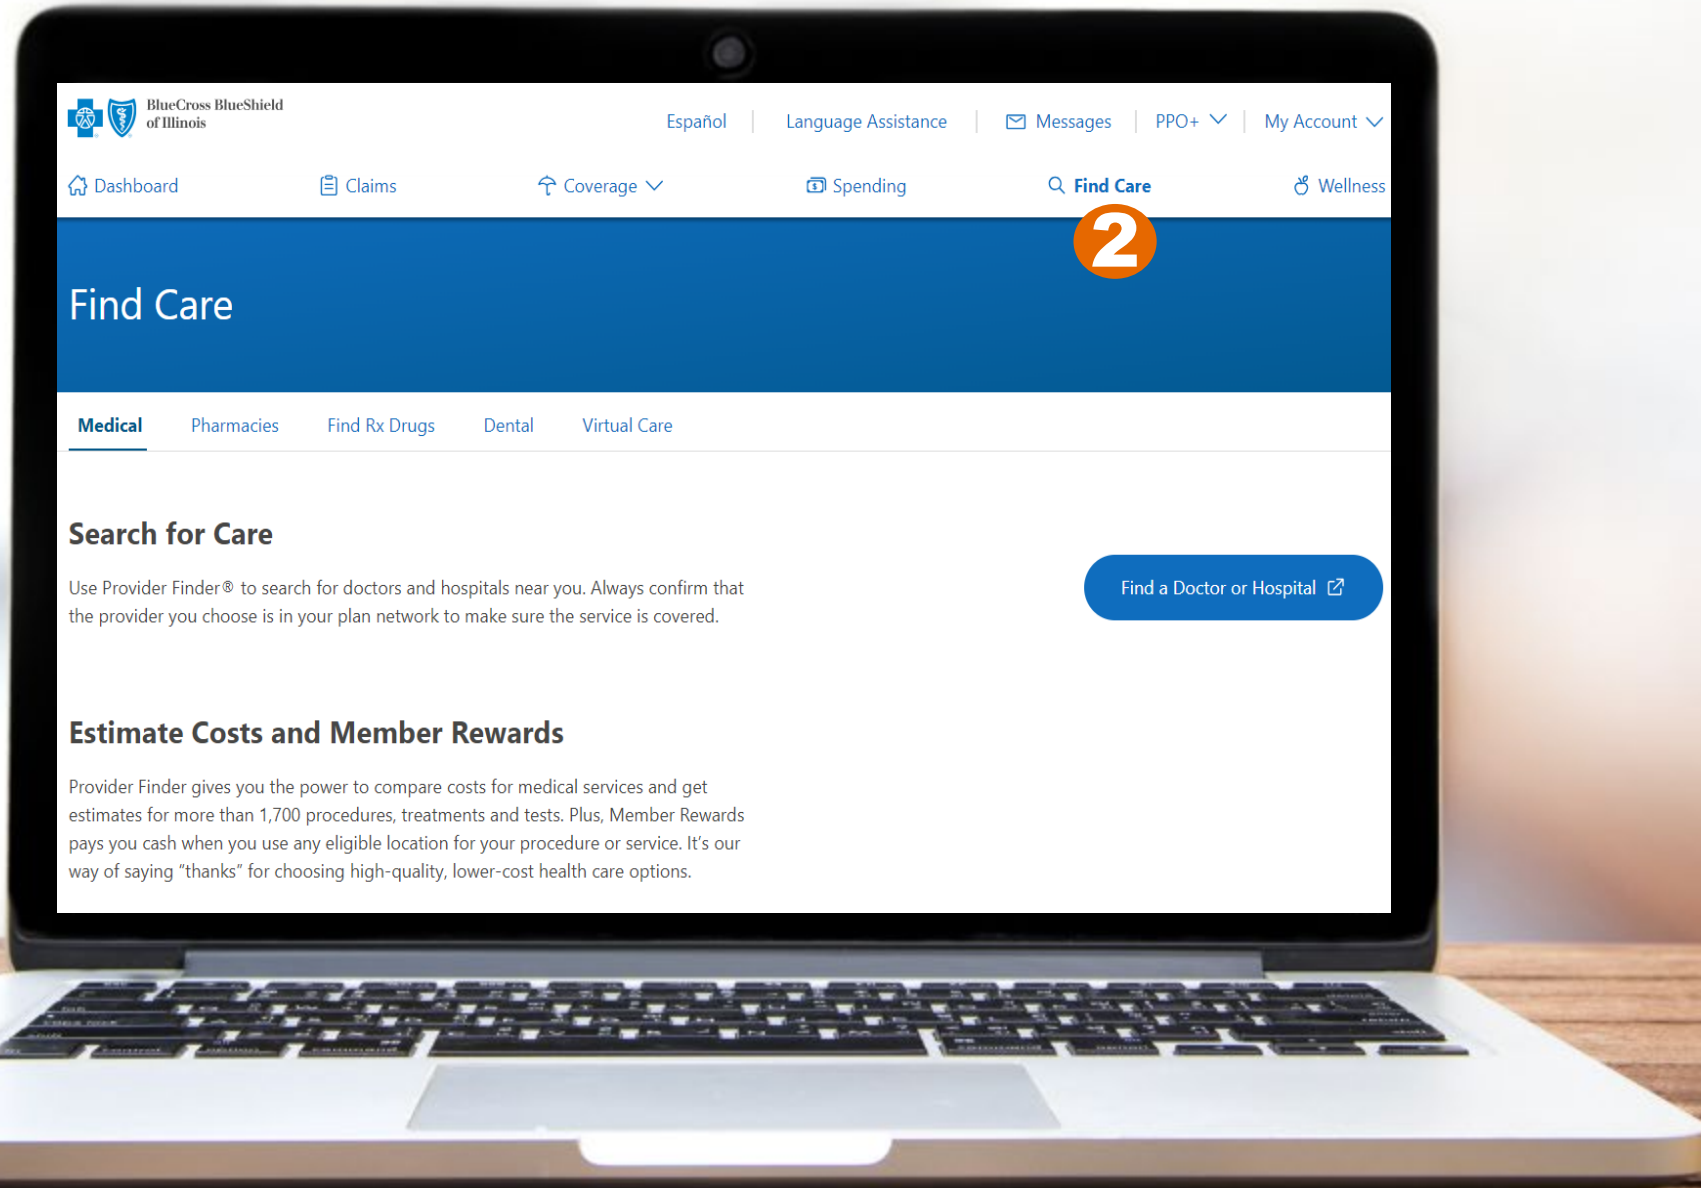 BlueCross BlueShield
of Illinois
Español
Language Assistance
Messages
PPO+
My Account
Dashboard
Claims
Coverage
Spending
Find Care
Wellness
2
Find Care
Medical
Pharmacies
Find Rx Drugs
Dental
Virtual Care
Search for Care
Use Provider Finder® to search for doctors and hospitals near you. Always confirm that
the provider you choose is in your plan network to make sure the service is covered.
Find a Doctor or Hospital
Estimate Costs and Member Rewards
Provider Finder gives you the power to compare costs for medical services and get
estimates for more than 1,700 procedures, treatments and tests. Plus, Member Rewards
pays you cash when you use any eligible location for your procedure or service. It's our
way of saying “thanks” for choosing high-quality, lower-cost health care options.